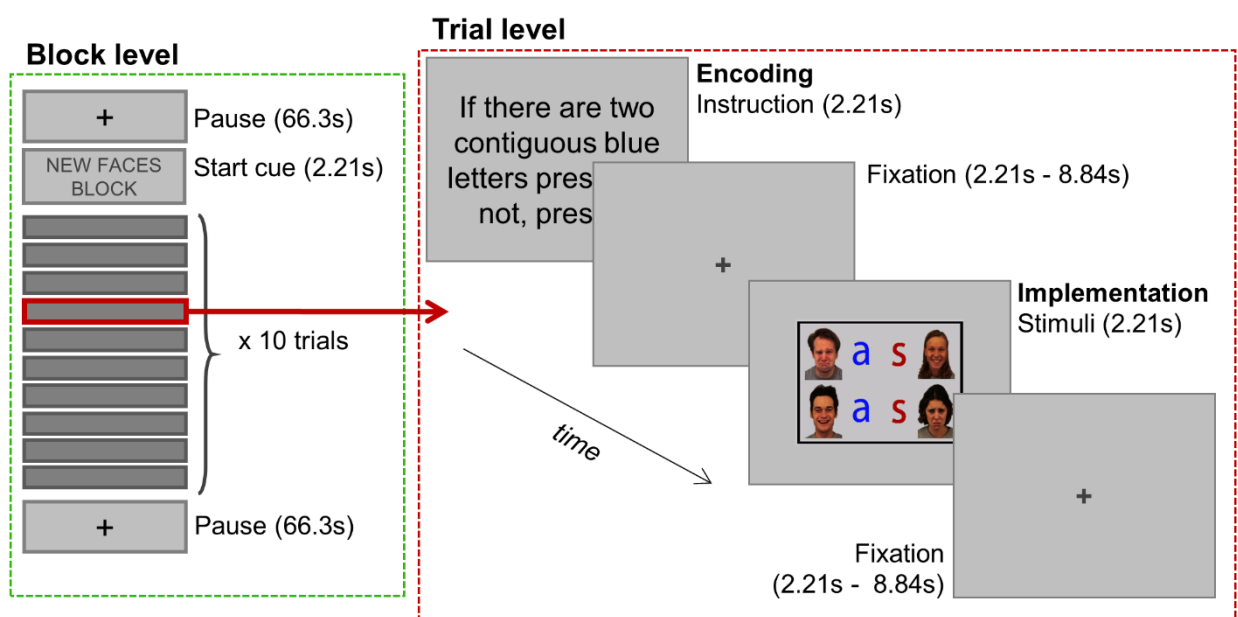 Block level
+
Pause (66.3s)
NEW FACES
BLOCK
Start cue (2.21s)
x 10 trials
+
Pause (66.3s)
Trial level
If there are two
contiguous blue
letters pres
not, pres
Encoding
Instruction (2.21s)
+
Fixation (2.21s - 8.84s)
Implementation
Stimuli (2.21s)
a s
a s
time
+
Fixation
(2.21s - 8.84s)